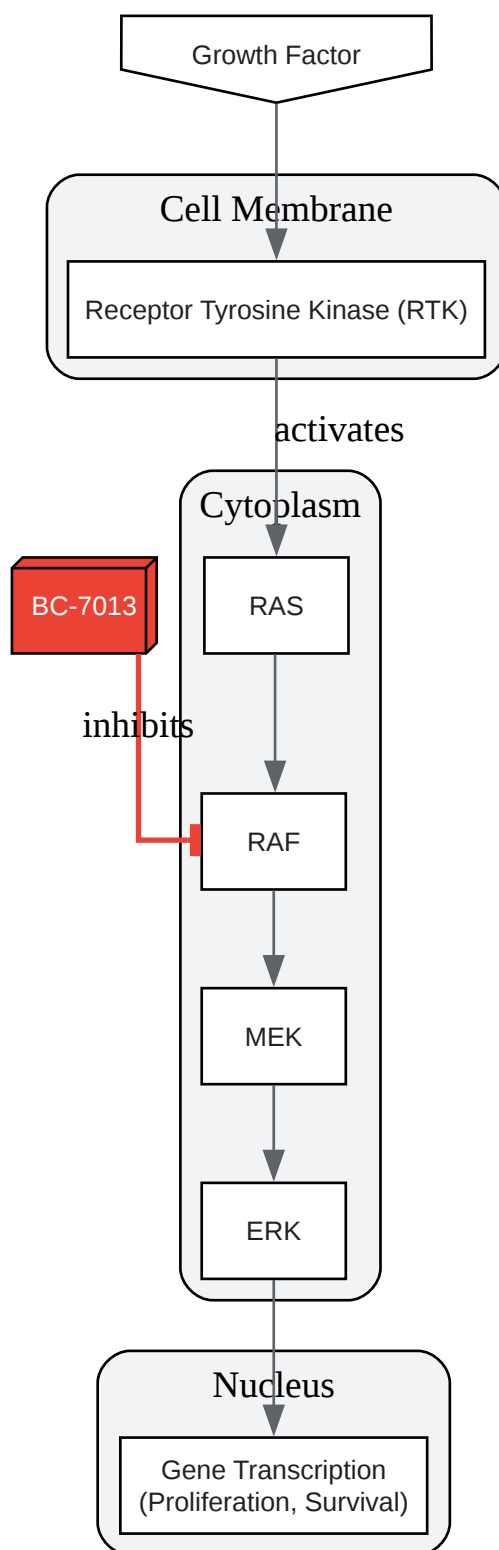 Growth Factor
Cell Membrane
Receptor Tyrosine Kinase (RTK)
activates
Cytoplasm
BC-7013
RAS
inhibits
RAF
MEK
ERK
Nucleus
Gene Transcription
(Proliferation, Survival)